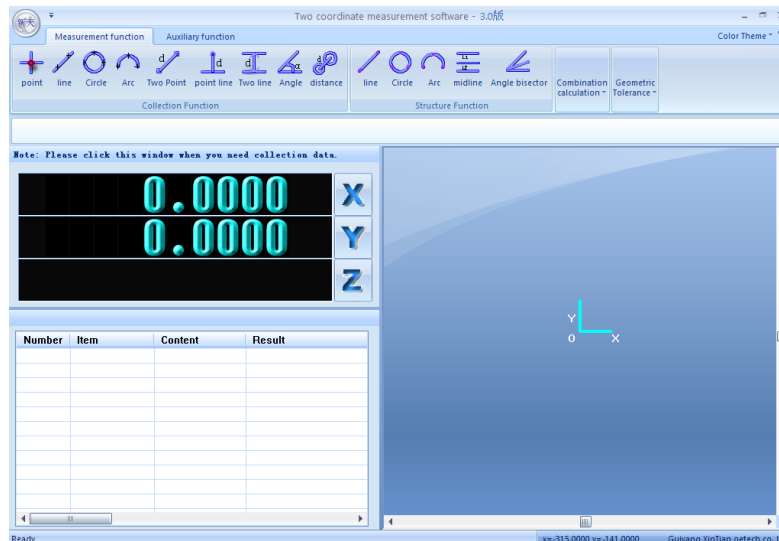 新天
Two coordinate measurement software - 3.0版
Measurement function Auxiliary function Color Theme
point line Circle Arc Two Point point line Two line Angle distance
line Circle Arc midline Angle bisector
Combination calculation
Geometric Tolerance
Collection Function Structure Function
Note: Please click this window when you need collection data.
0.0000 X
0.0000 Y
Z
Number Item Content Result
Y
0 X
Ready x=-315.0000 y=-141.0000 Guiyang XinTian oetech co.